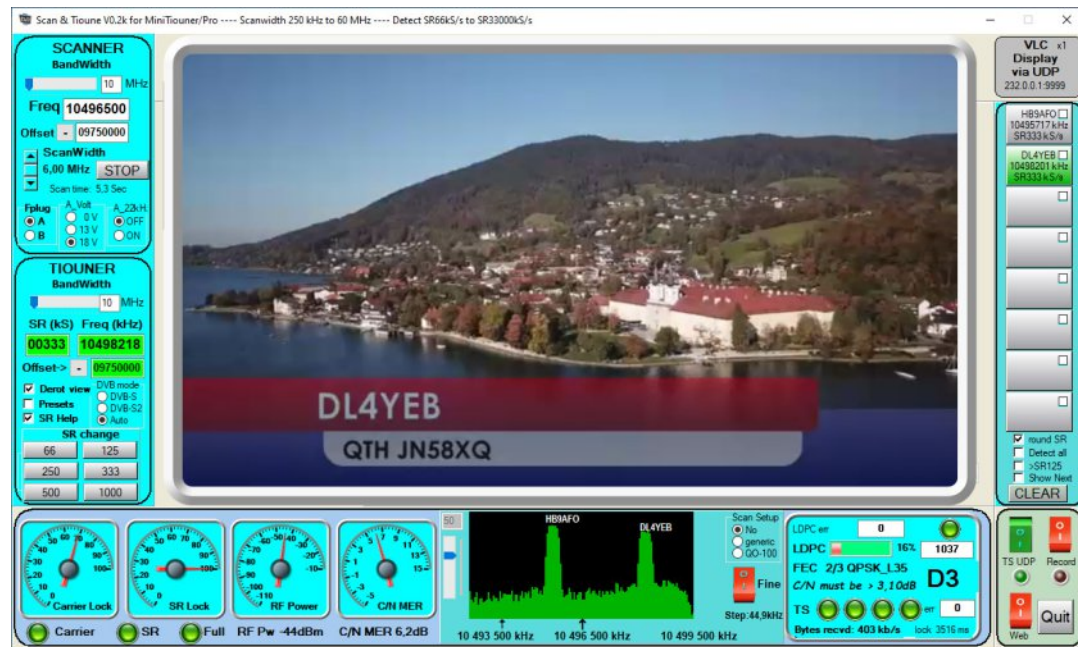 Scan & Tioune V0.2k for MiniTiouner/Pro ---- Scanwidth 250 kHz to 60 MHz ---- Detect SR66kS/s to SR33000kS/s
SCANNER
BandWidth
10 MHz
Freq 10496500
Offset - 09750000
ScanWidth
6,00 MHz STOP
Scan time: 5,3 Sec
Fplug A_Volt A_22kH:
A 0 V OFF
B 13 V ON
18 V
TIOUNER
BandWidth
10 MHz
SR (kS) Freq (kHz)
00333 10498218
Offset-> - 09750000
Derot view DVB mode
Presets DVB-S
SR Help DVB-S2
Auto
SR change
66 125
250 333
500 1000
DL4YEB
QTH JN58XQ
VLC x1
Display
via UDP
232.0.0.1:9999
HB9AFO
10495717 kHz
SR333 kS/s
DL4YEB
10498201 kHz
SR333 kS/s
round SR
Detect all
>SR125
Show Next
CLEAR
Carrier Lock
SR Lock
RF Power
C/N MER
Carrier SR Full RF Pw -44dBm C/N MER 6,2dB
50
HB9AFO DL4YEB
10 493 500 kHz 10 496 500 kHz 10 499 500 kHz
Scan Setup
No
generic
QO-100
Fine
Step:44,9kHz
LDPC err 0
LDPC 16% 1037
FEC 2/3 QPSK_L35
C/N must be > 3,10dB D3
TS err 0
Bytes recvd: 403 kb/s lock 3516 ms
TS UDP Record
Web Quit